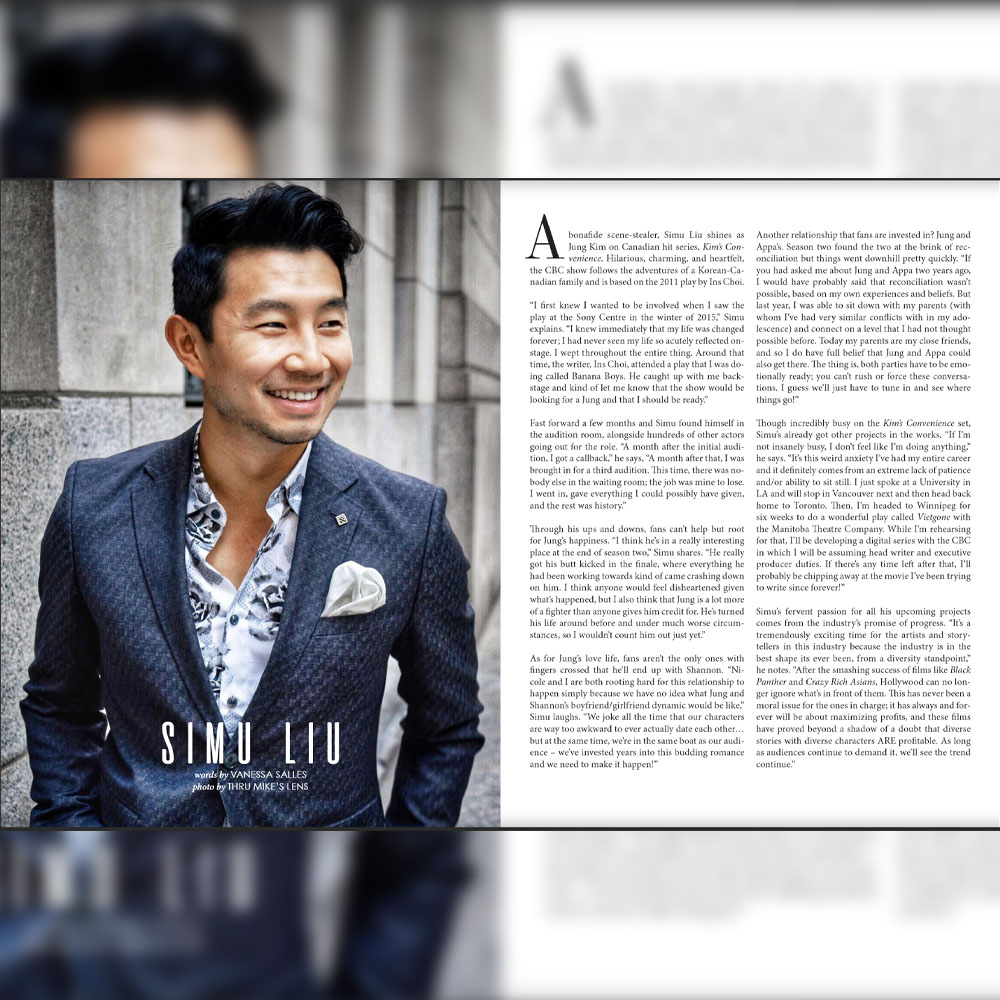 SIMU LIU
words by VANESSA SALLES
photo by THRU MIKE'S LENS
A bonafide scene-stealer, Simu Liu shines as
Jung Kim on Canadian hit series, Kim's Con-
venience. Hilarious, charming, and heartfelt,
the CBC show follows the adventures of a Korean-Ca-
nadian family and is based on the 2011 play by Ins Choi.
“I first knew I wanted to be involved when I saw the
play at the Sony Centre in the winter of 2015,” Simu
explains. “I knew immediately that my life was changed
forever; I had never seen my life so acutely reflected on-
stage. I wept throughout the entire thing. Around that
time, the writer, Ins Choi, attended a play that I was do-
ing called Banana Boys. He caught up with me back-
stage and kind of let me know that the show would be
looking for a Jung and that I should be ready.”
Fast forward a few months and Simu found himself in
the audition room, alongside hundreds of other actors
going out for the role. “A month after the initial audi-
tion, I got a callback,” he says, “A month after that, I was
brought in for a third audition. This time, there was no-
body else in the waiting room; the job was mine to lose.
I went in, gave everything I could possibly have given,
and the rest was history.”
Through his ups and downs, fans can't help but root
for Jung's happiness. “I think he's in a really interesting
place at the end of season two,” Simu shares. “He really
got his butt kicked in the finale, where everything he
had been working towards kind of came crashing down
on him. I think anyone would feel disheartened given
what's happened, but I also think that Jung is a lot more
of a fighter than anyone gives him credit for. He's turned
his life around before and under much worse circum-
stances, so I wouldn't count him out just yet.”
As for Jung's love life, fans aren't the only ones with
fingers crossed that he'll end up with Shannon. “Ni-
cole and I are both rooting hard for this relationship to
happen simply because we have no idea what Jung and
Shannon's boyfriend/girlfriend dynamic would be like,”
Simu laughs. “We joke all the time that our characters
are way too awkward to ever actually date each other…
but at the same time, we're in the same boat as our audi-
ence – we've invested years into this budding romance
and we need to make it happen!”
Another relationship that fans are invested in? Jung and
Appa's. Season two found the two at the brink of rec-
onciliation but things went downhill pretty quickly. “If
you had asked me about Jung and Appa two years ago,
I would have probably said that reconciliation wasn't
possible, based on my own experiences and beliefs. But
last year, I was able to sit down with my parents (with
whom I've had very similar conflicts with in my ado-
lescence) and connect on a level that I had not thought
possible before. Today my parents are my close friends,
and so I do have full belief that Jung and Appa could
also get there. The thing is, both parties have to be emo-
tionally ready; you can't rush or force these conversa-
tions. I guess we'll just have to tune in and see where
things go!”
Though incredibly busy on the Kim's Convenience set,
Simu's already got other projects in the works. “If I'm
not insanely busy, I don't feel like I'm doing anything,”
he says. “It's this weird anxiety I've had my entire career
and it definitely comes from an extreme lack of patience
and/or ability to sit still. I just spoke at a University in
LA and will stop in Vancouver next and then head back
home to Toronto. Then, I'm headed to Winnipeg for
six weeks to do a wonderful play called Vietgone with
the Manitoba Theatre Company. While I'm rehearsing
for that, I'll be developing a digital series with the CBC
in which I will be assuming head writer and executive
producer duties. If there's any time left after that, I'll
probably be chipping away at the movie I've been trying
to write since forever!”
Simu's fervent passion for all his upcoming projects
comes from the industry's promise of progress. “It's a
tremendously exciting time for the artists and story-
tellers in this industry because the industry is in the
best shape its ever been, from a diversity standpoint,”
he notes. “After the smashing success of films like Black
Panther and Crazy Rich Asians, Hollywood can no lon-
ger ignore what's in front of them. This has never been a
moral issue for the ones in charge; it has always and for-
ever will be about maximizing profits, and these films
have proved beyond a shadow of a doubt that diverse
stories with diverse characters ARE profitable. As long
as audiences continue to demand it, we'll see the trend
continue.”